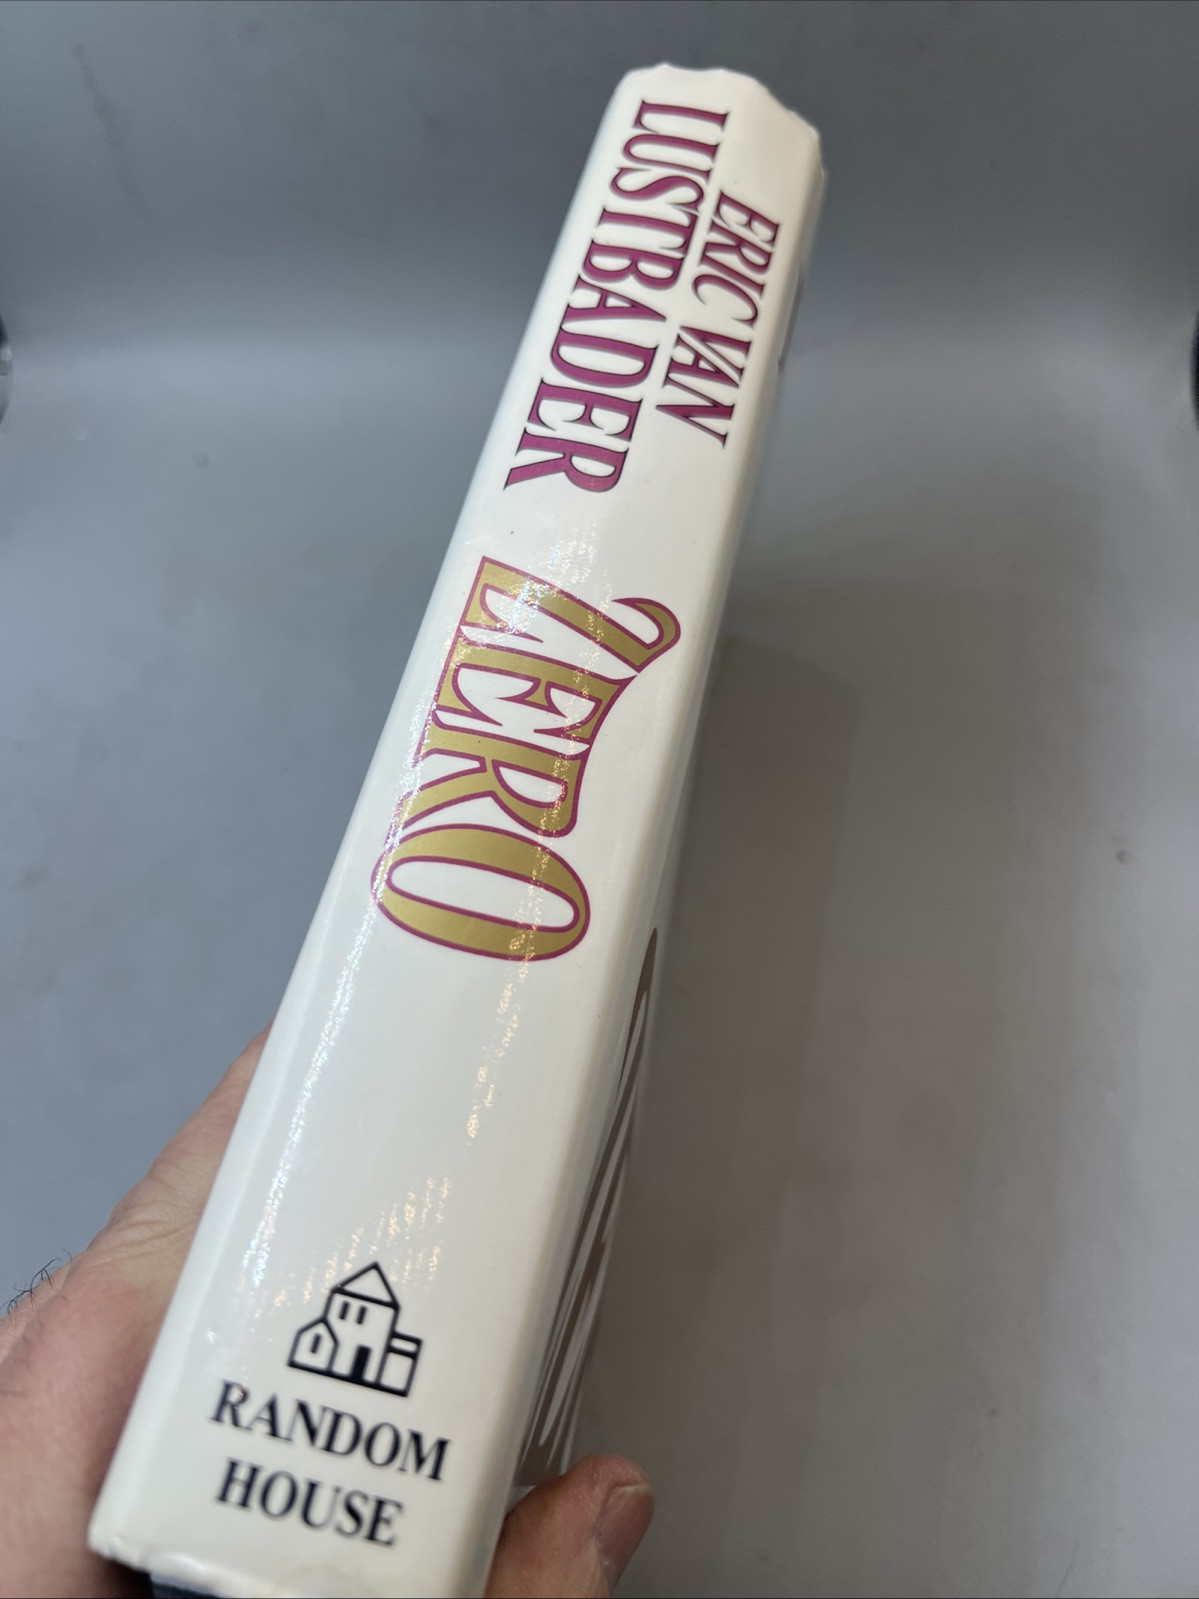 ERIC VAN
LUSTBADER
ZERO
RANDOM
HOUSE